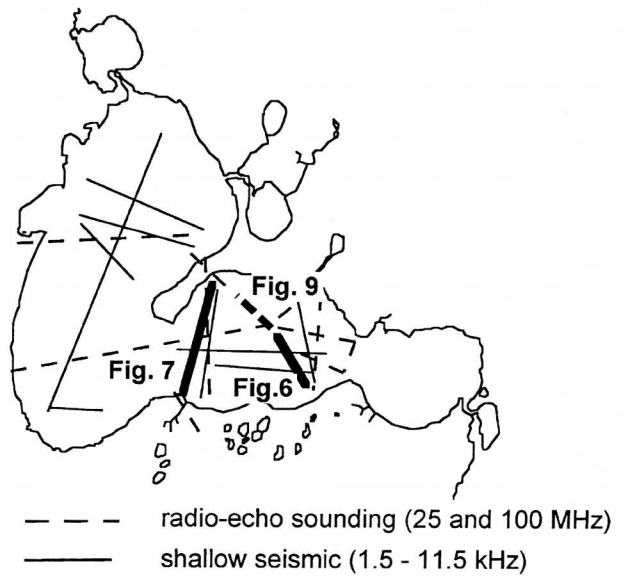 Fig. 9
Fig. 7
Fig.6
radio-echo sounding (25 and 100 MHz)
shallow seismic (1.5 - 11.5 kHz)